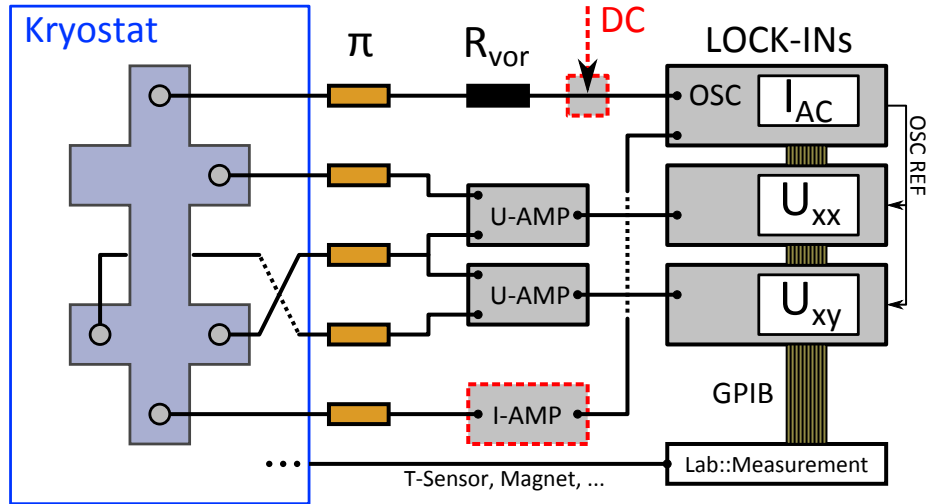 Kryostat
π
R_vor
DC
LOCK-INs
OSC
I_AC
OSC REF
U-AMP
U_xx
U-AMP
U_xy
I-AMP
GPIB
...
T-Sensor, Magnet, ...
Lab::Measurement